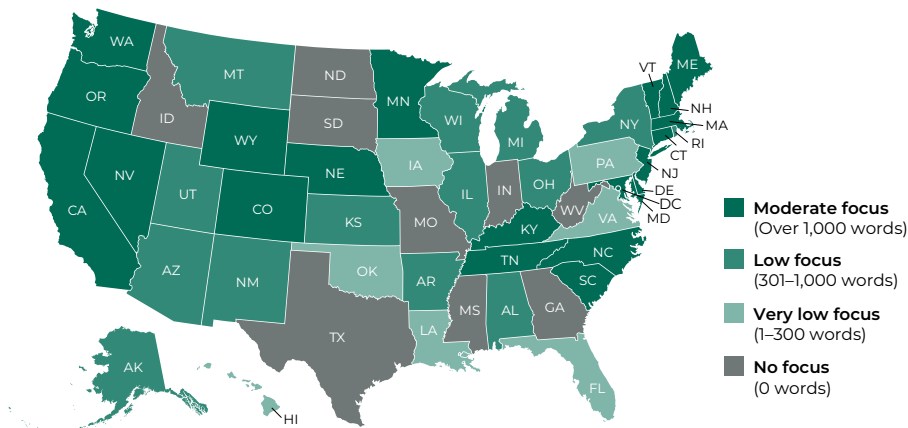 WA
OR
CA
NV
ID
MT
WY
UT
CO
AZ
NM
ND
SD
NE
KS
OK
TX
MN
IA
MO
AR
LA
WI
IL
MI
IN
OH
KY
TN
MS
AL
GA
FL
SC
NC
VA
WV
PA
NY
VT
ME
NH
MA
RI
CT
NJ
DE
DC
MD
AK
HI
Moderate focus
(Over 1,000 words)
Low focus
(301–1,000 words)
Very low focus
(1–300 words)
No focus
(0 words)